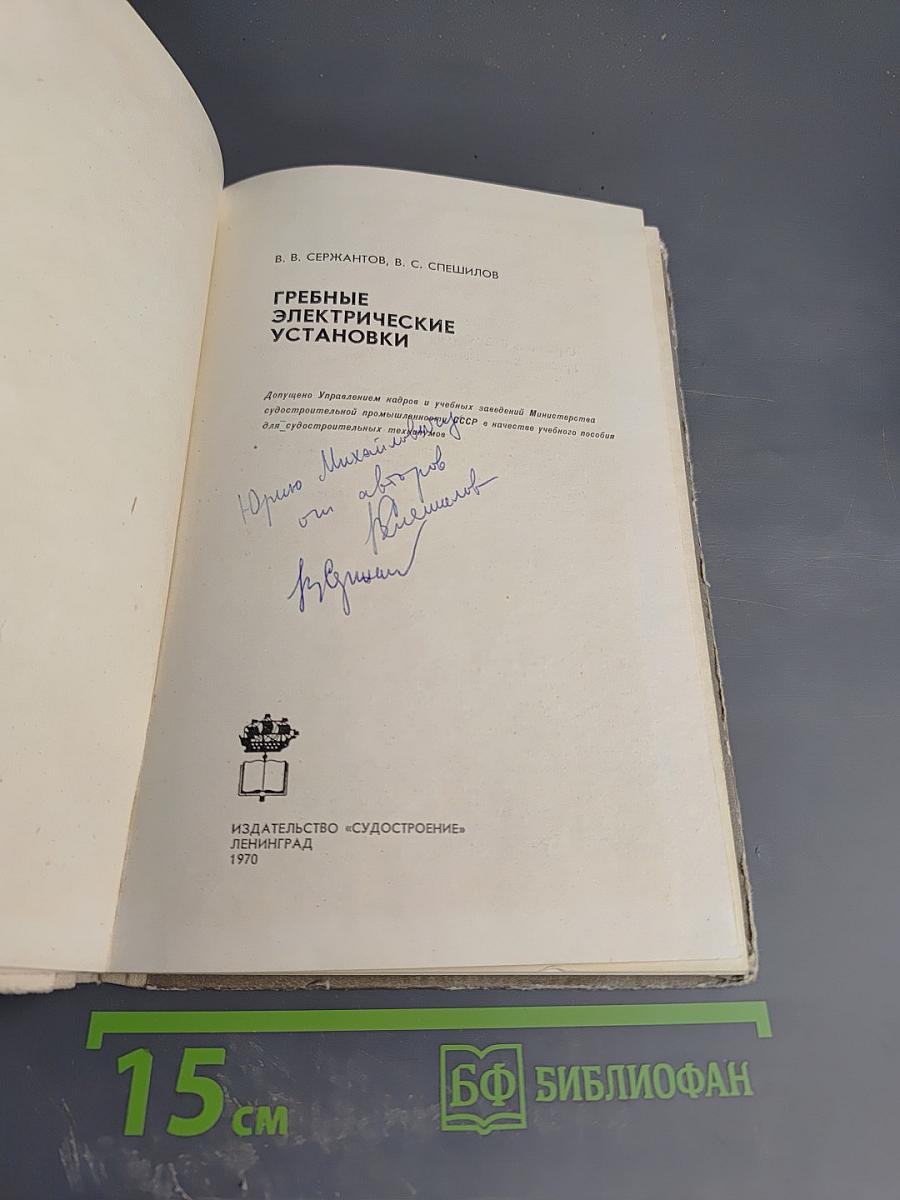 В. В. СЕРЖАНТОВ, В. С. СПЕШИЛОВ
ГРЕБНЫЕ
ЭЛЕКТРИЧЕСКИЕ
УСТАНОВКИ
Допущено Управлением кадров и учебных заведений Министерства
судостроительной промышленности СССР в качестве учебного пособия
для судостроительных техникумов
Юрию Михайловичу
от авторов
ВСпешилов
ИЗДАТЕЛЬСТВО «СУДОСТРОЕНИЕ»
ЛЕНИНГРАД
1970
15 см
БФ БИБЛИОФАН